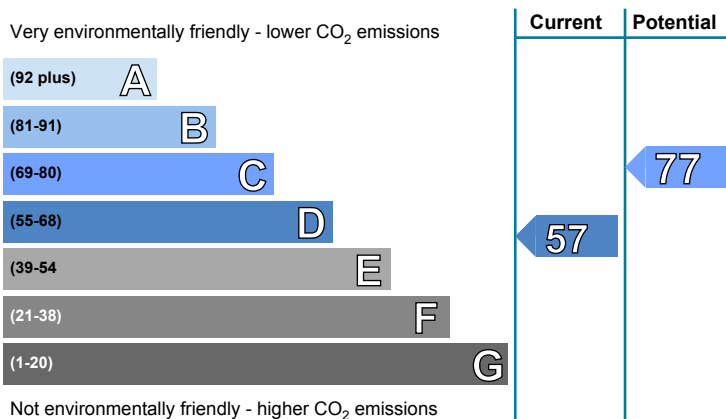 Current Potential
Very environmentally friendly - lower CO2 emissions
(92 plus) A
(81-91) B
(69-80) C
77
(55-68) D
57
(39-54 E
(21-38) F
(1-20) G
Not environmentally friendly - higher CO2 emissions